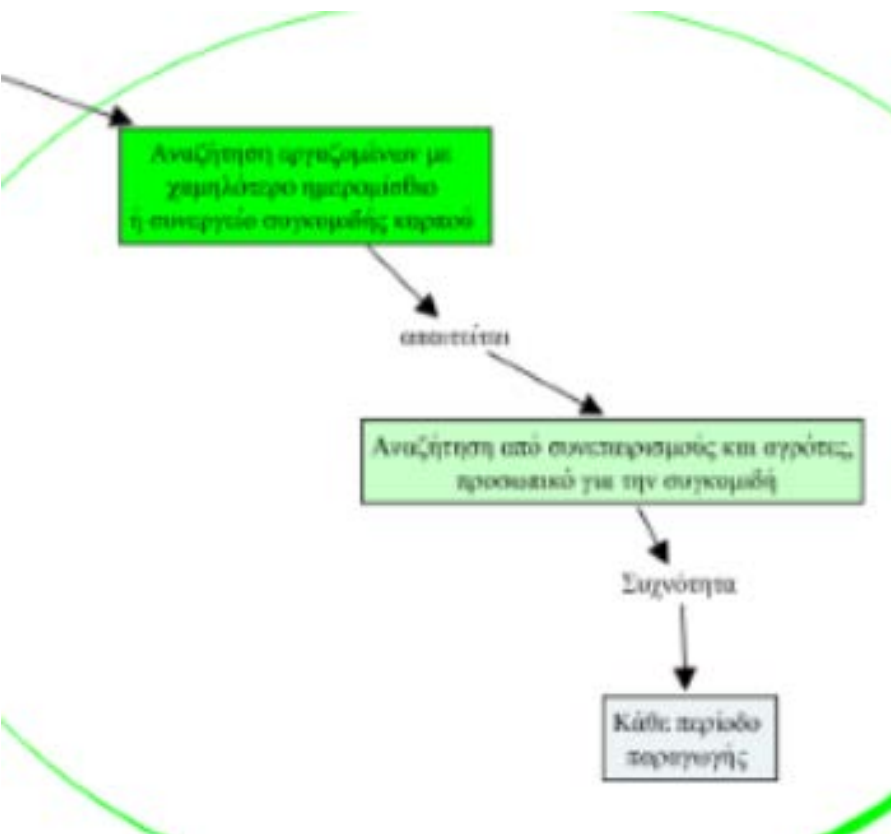 Αναζήτηση εργαζομένων με
χαμηλότερο ημερομίσθιο
ή συνεργείο συγκομιδής καρπού
απαιτείται
Αναζήτηση από συνεταιρισμούς και αγρότες,
προσωπικό για την συγκομιδή
Συχνότητα
Κάθε περίοδο
παραγωγής